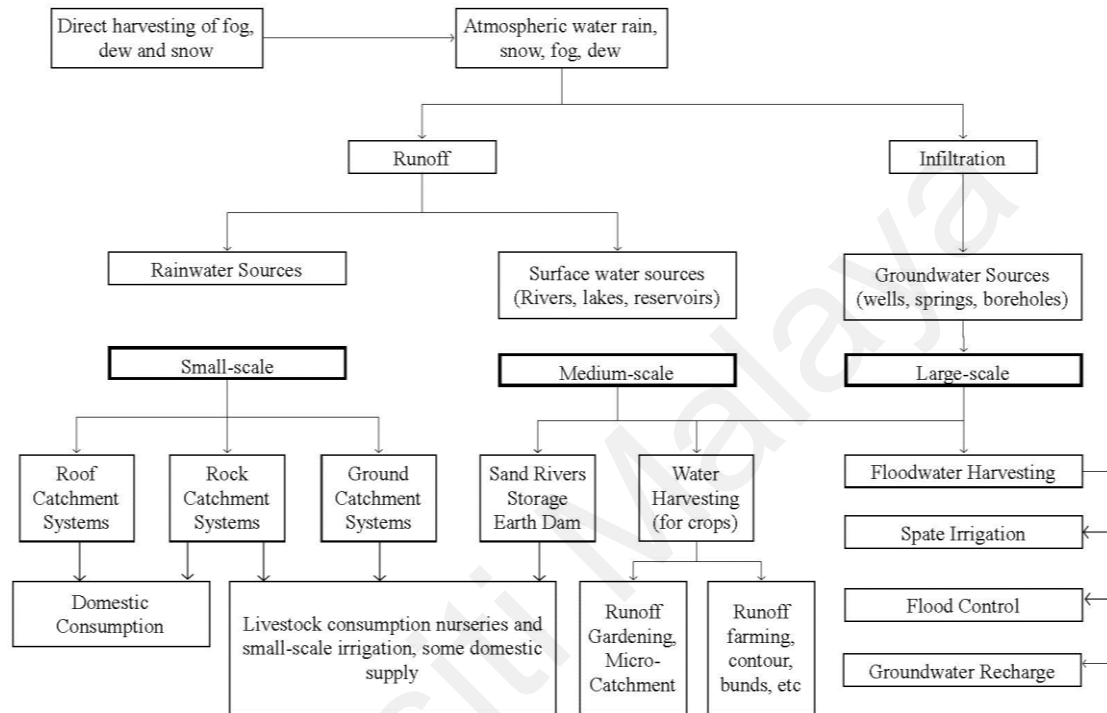 Direct harvesting of fog,
dew and snow
Atmospheric water rain,
snow, fog, dew
Runoff
Infiltration
Rainwater Sources
Surface water sources
(Rivers, lakes, reservoirs)
Groundwater Sources
(wells, springs, boreholes)
Small-scale
Medium-scale
Large-scale
Roof
Catchment
Systems
Rock
Catchment
Systems
Ground
Catchment
Systems
Sand Rivers
Storage
Earth Dam
Water
Harvesting
(for crops)
Floodwater Harvesting
Spate Irrigation
Flood Control
Groundwater Recharge
Domestic
Consumption
Livestock consumption nurseries and
small-scale irrigation, some domestic
supply
Runoff
Gardening,
Micro-
Catchment
Runoff
farming,
contour,
bunds, etc
siti Malaya